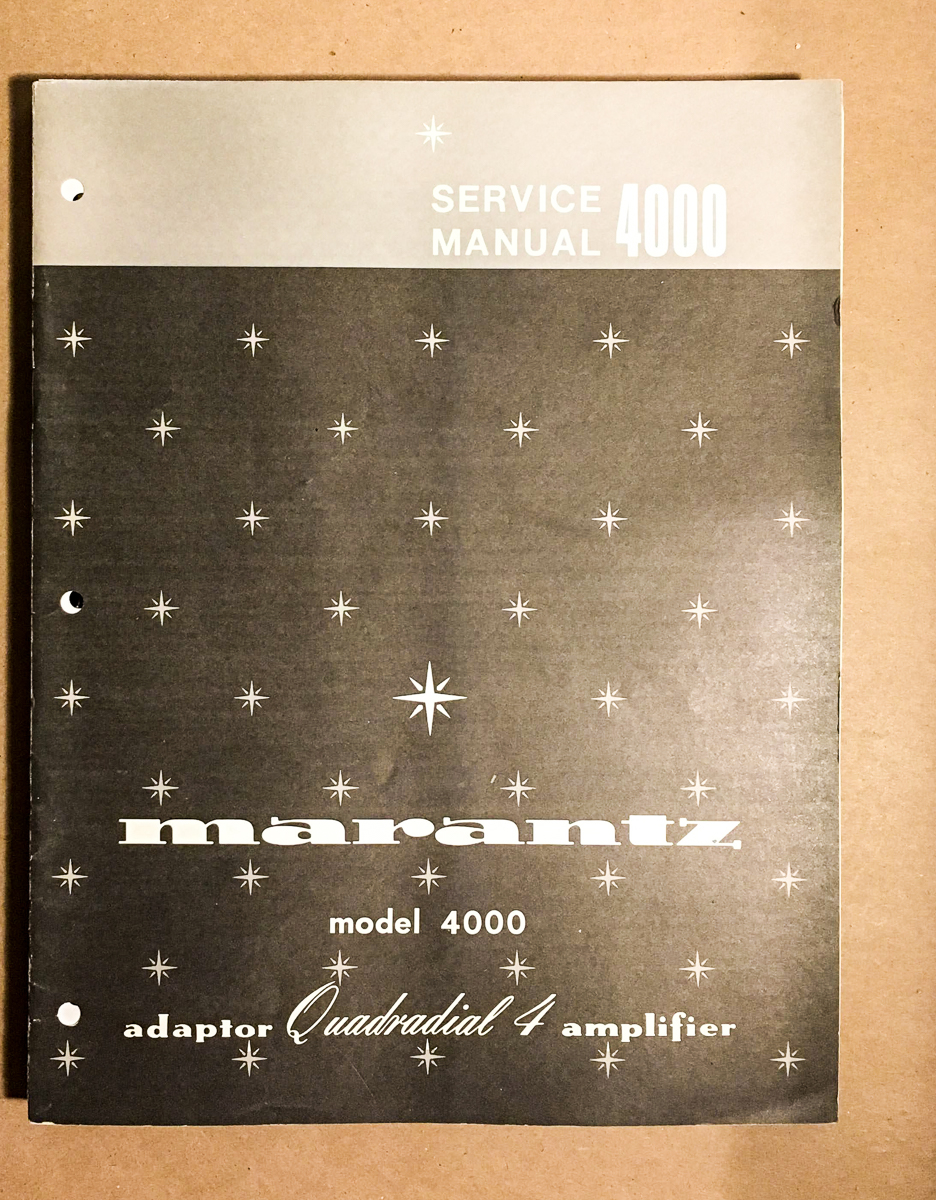 SERVICE
MANUAL 4000
marantz
model 4000
adaptor Quadradial 4 amplifier